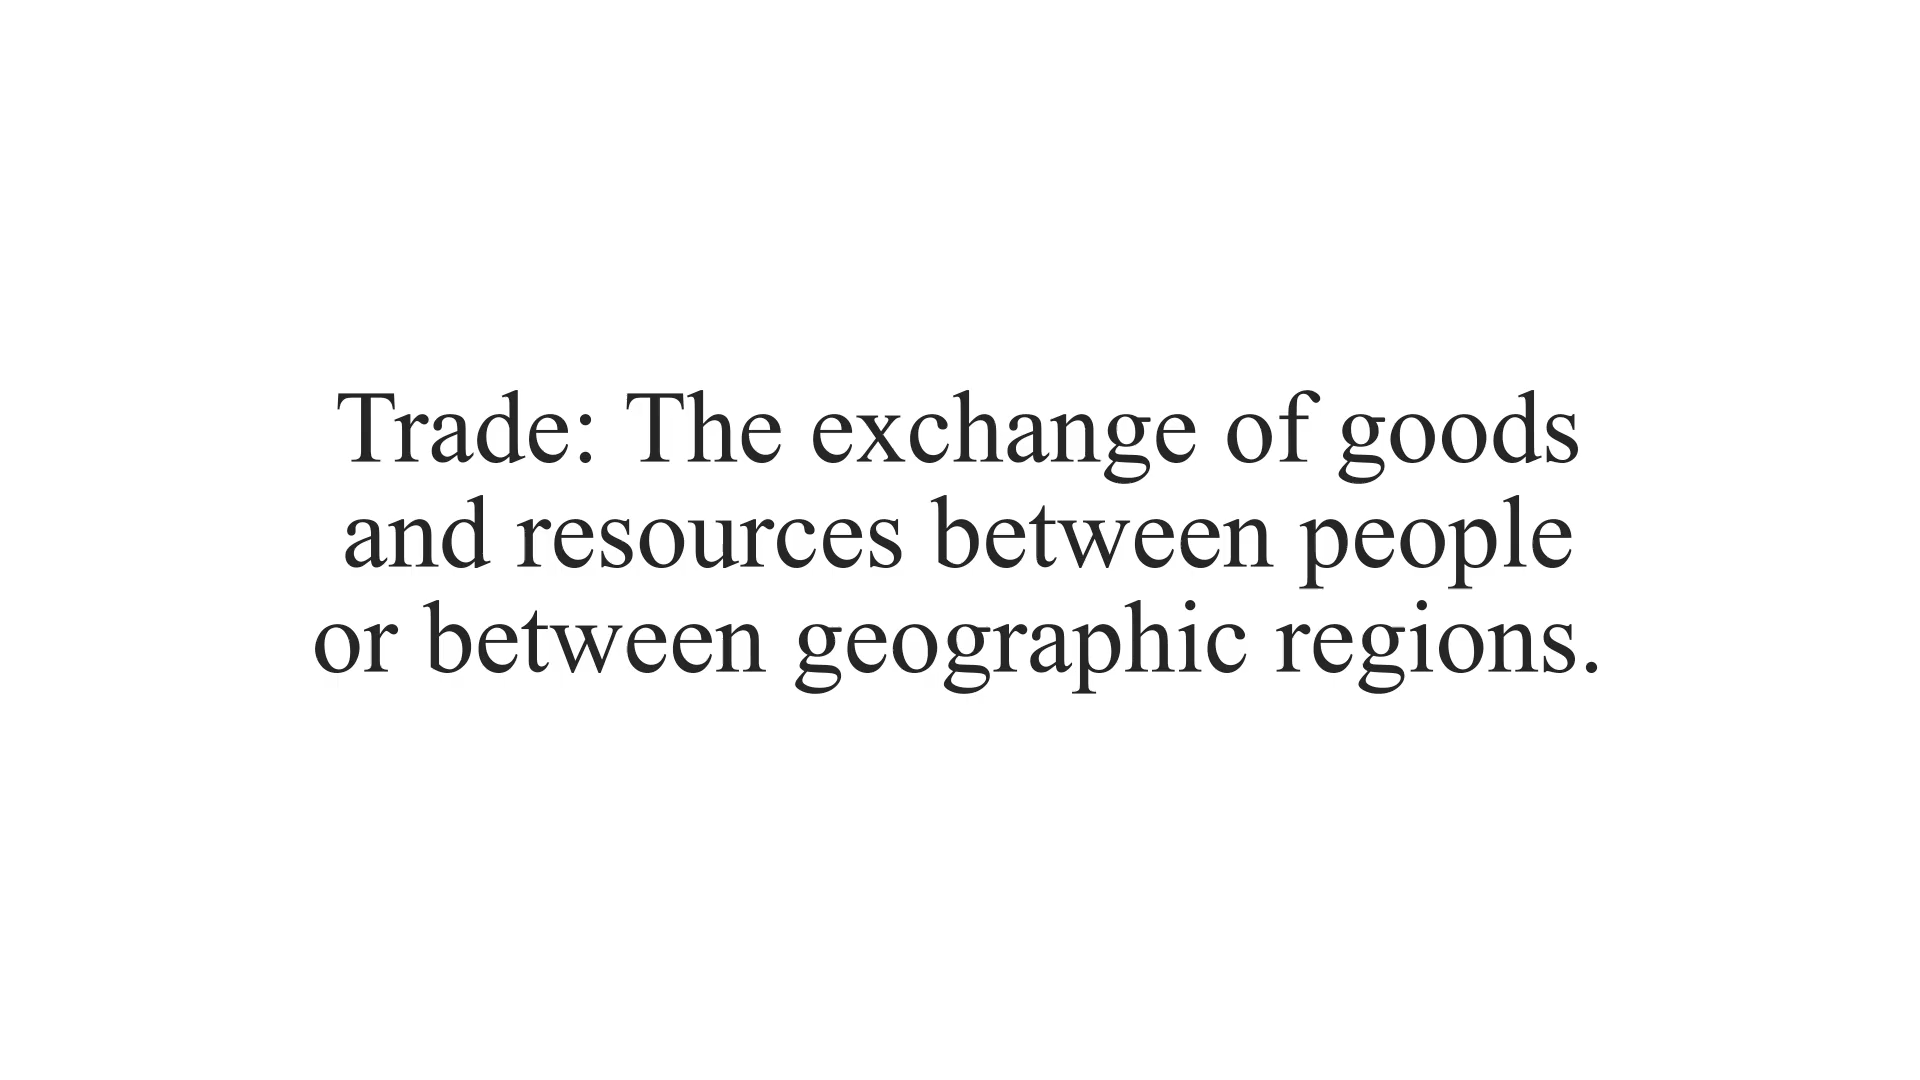 Trade: The exchange of goods
and resources between people
or between geographic regions.